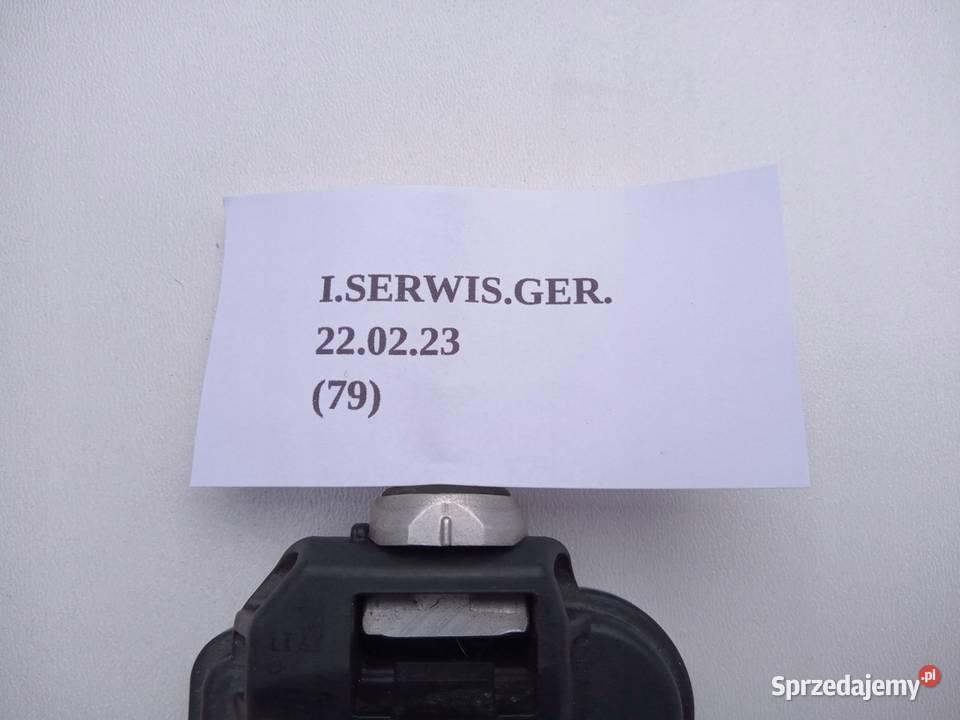 I.SERWIS.GER.
22.02.23
(79)
Sprzedajemy.pl